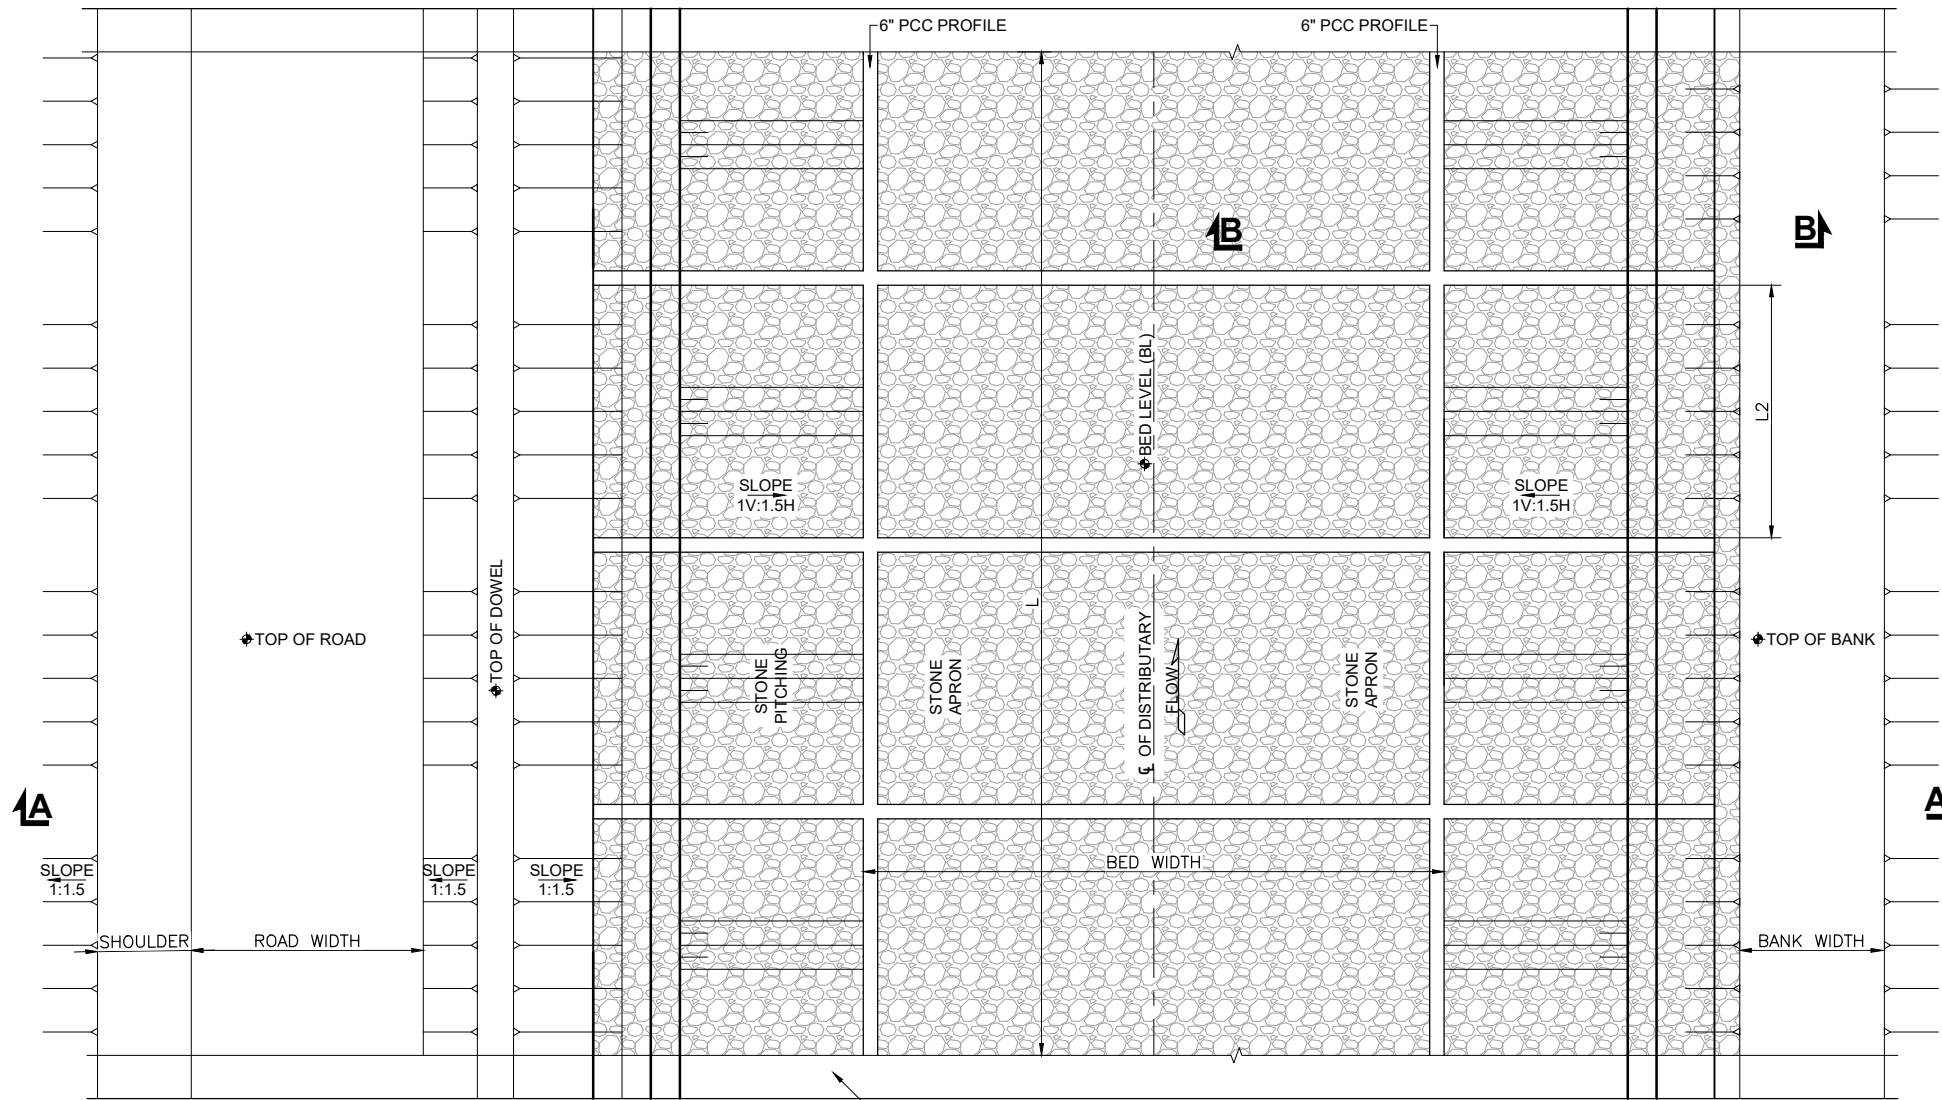 6" PCC PROFILE
6" PCC PROFILE
B
B
BED LEVEL (BL)
L2
SLOPE
1V:1.5H
SLOPE
1V:1.5H
TOP OF DOWEL
L
TOP OF ROAD
STONE
PITCHING
STONE
APRON
℄ OF DISTRIBUTARY
FLOW
STONE
APRON
TOP OF BANK
A
A
SLOPE
1:1.5
SLOPE
1:1.5
SLOPE
1:1.5
BED WIDTH
SHOULDER
ROAD WIDTH
BANK WIDTH